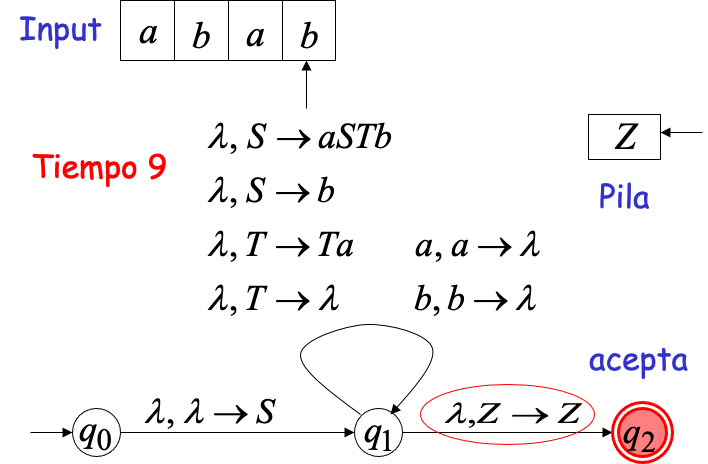 Input a b a b
λ, S → aSTb
Tiempo 9
Z
λ, S → b
Pila
λ, T → Ta a, a → λ
λ, T → λ b, b → λ
acepta
λ, λ → S
λ,Z → Z
q0 q1 q2